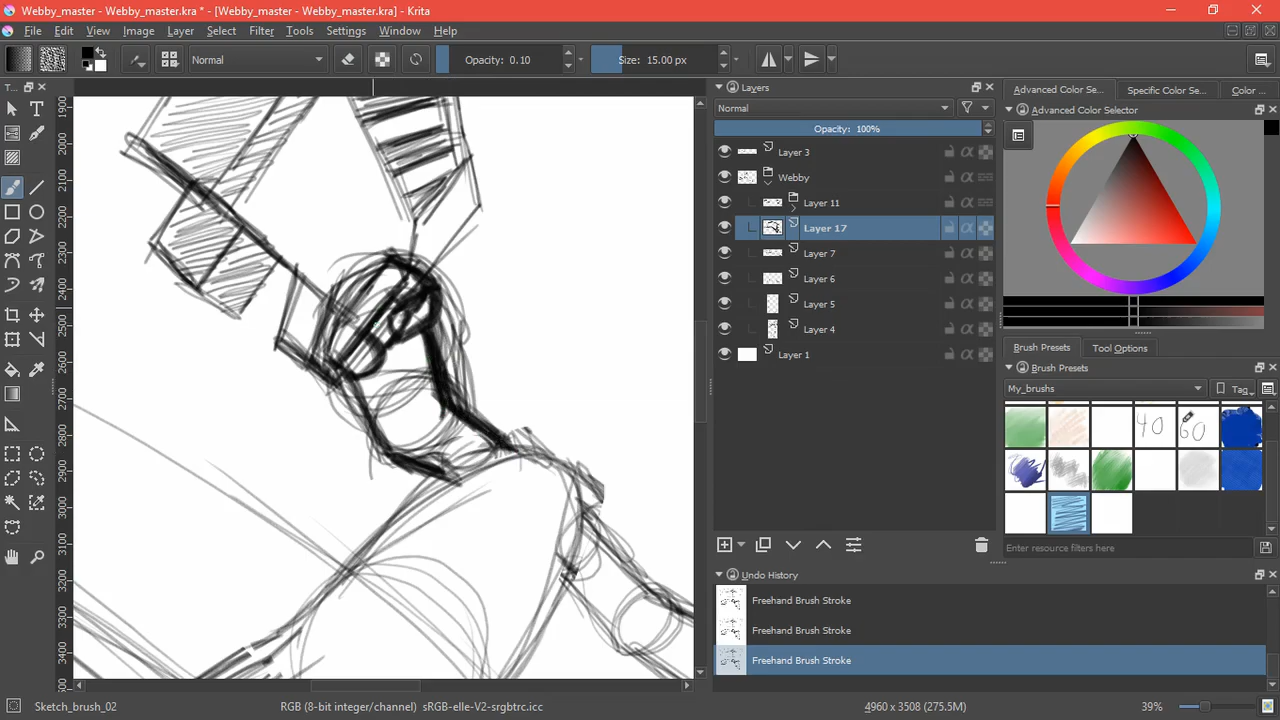 Webby_master.kra * - [Webby_master.kra] - Krita
File Edit View Image Layer Select Filter Tools Settings Window Help
Normal Opacity: 0.10 Size: 15.00 px
T... Layers
Normal
Opacity: 100%
Layer 3
Webby
Layer 11
Layer 17
Layer 7
Layer 6
Layer 5
Layer 4
Layer 1
1900
2000
2100
2200
2300
2400
2500
2600
2700
2800
2900
3000
3100
3200
3300
3400
Undo History
Freehand Brush Stroke
Freehand Brush Stroke
Freehand Brush Stroke
Advanced Color Se... Specific Color Se... Color ...
Advanced Color Selector
Brush Presets Tool Options
Brush Presets
My_brushs Tag
40 60
Enter resource filters here
Sketch_brush_02 RGB (8-bit integer/channel) sRGB-elle-V2-srgbtrc.icc 4960 x 3508 (275.5M) 39%